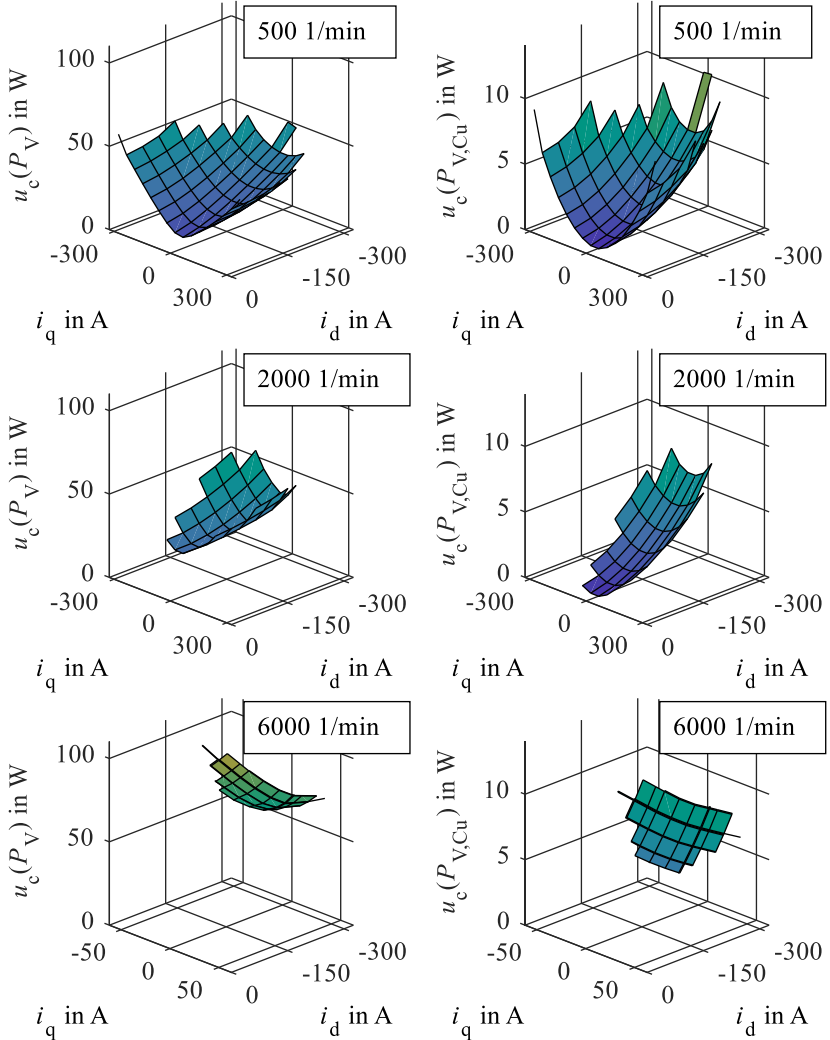 500 1/min
100
50
0
u_c(P_V) in W
-300
0
300
i_q in A
0
-150
-300
i_d in A
500 1/min
10
5
0
u_c(P_V,Cu) in W
-300
0
300
i_q in A
0
-150
-300
i_d in A
2000 1/min
100
50
0
u_c(P_V) in W
-300
0
300
i_q in A
0
-150
-300
i_d in A
2000 1/min
10
5
0
u_c(P_V,Cu) in W
-300
0
300
i_q in A
0
-150
-300
i_d in A
6000 1/min
100
50
0
u_c(P_V) in W
-50
0
50
i_q in A
0
-150
-300
i_d in A
6000 1/min
10
5
0
u_c(P_V,Cu) in W
-50
0
50
i_q in A
0
-150
-300
i_d in A